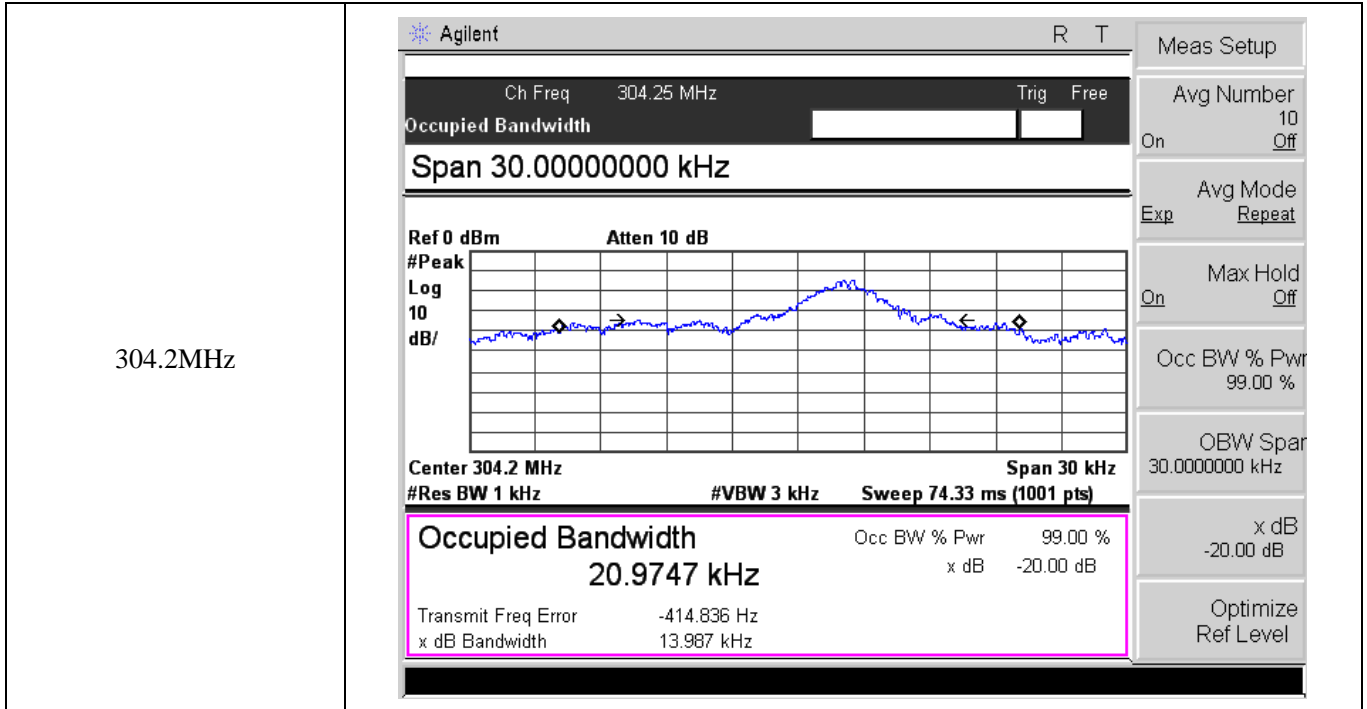 304.2MHz
Agilent R T
Ch Freq 304.25 MHz Trig Free
Occupied Bandwidth
Span 30.00000000 kHz
Ref 0 dBm Atten 10 dB
#Peak
Log
10
dB/
Center 304.2 MHz Span 30 kHz
#Res BW 1 kHz #VBW 3 kHz Sweep 74.33 ms (1001 pts)
Occupied Bandwidth Occ BW % Pwr 99.00 %
20.9747 kHz x dB -20.00 dB
Transmit Freq Error -414.836 Hz
x dB Bandwidth 13.987 kHz
Meas Setup
Avg Number
10
On Off
Avg Mode
Exp Repeat
Max Hold
On Off
Occ BW % Pwr
99.00 %
OBW Span
30.0000000 kHz
x dB
-20.00 dB
Optimize
Ref Level